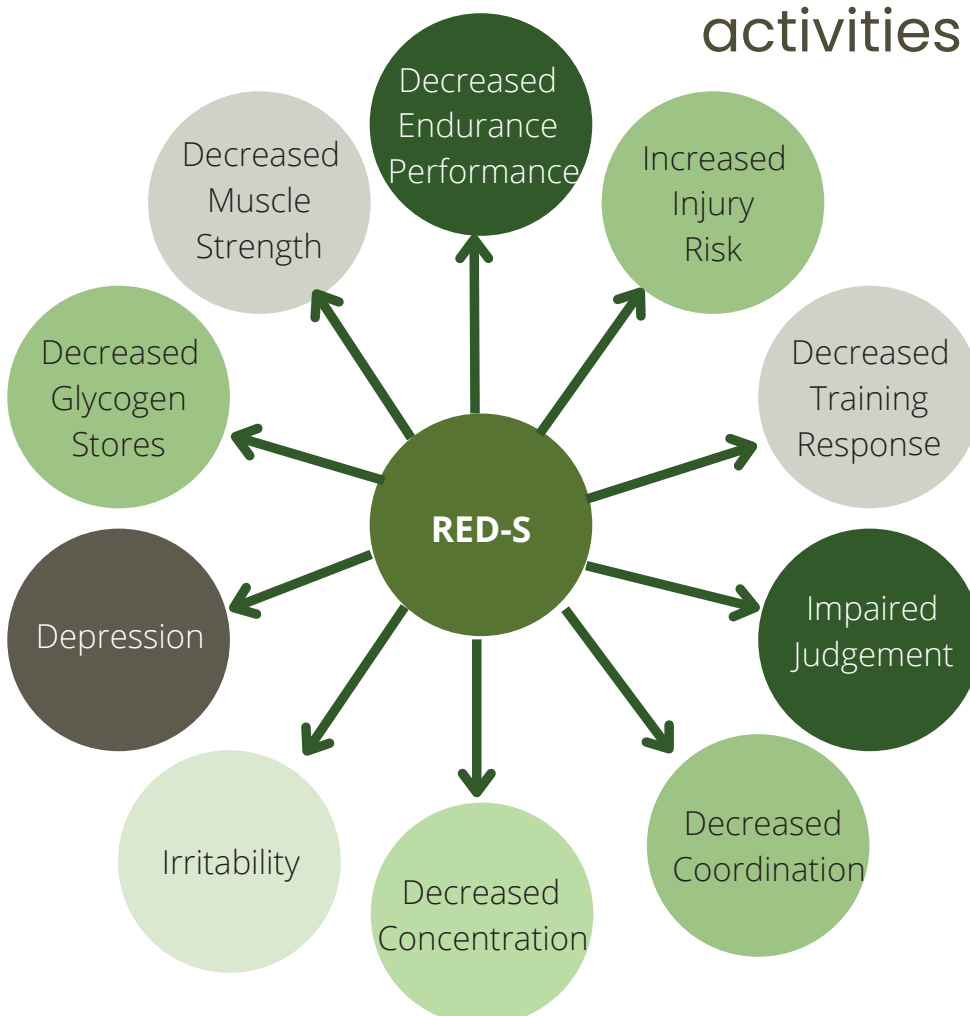 activities
Decreased
Endurance
Performance
Increased
Injury
Risk
Decreased
Training
Response
Impaired
Judgement
Decreased
Coordination
Decreased
Concentration
Irritability
Depression
Decreased
Glycogen
Stores
Decreased
Muscle
Strength
RED-S